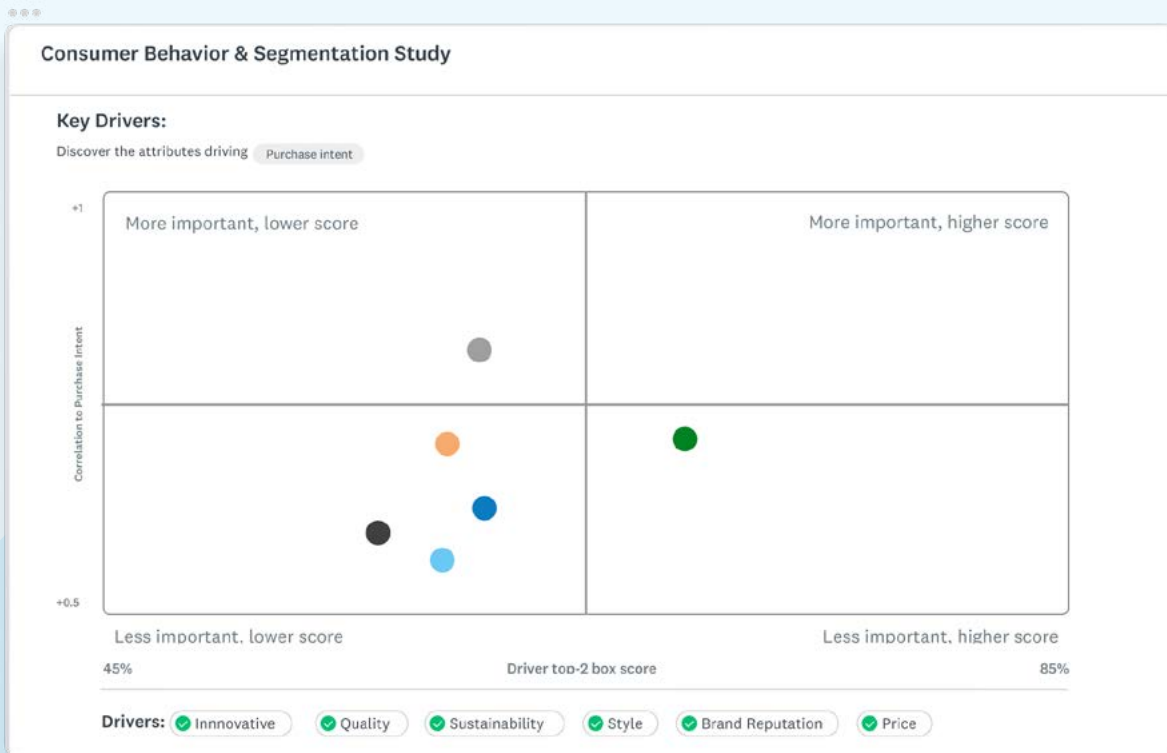 Consumer Behavior & Segmentation Study
Key Drivers:
Discover the attributes driving Purchase intent
+1
More important, lower score More important, higher score
Correlation to Purchase Intent
+0.5
Less important, lower score Less important, higher score
45% Driver top-2 box score 85%
Drivers: Innnovative Quality Sustainability Style Brand Reputation Price